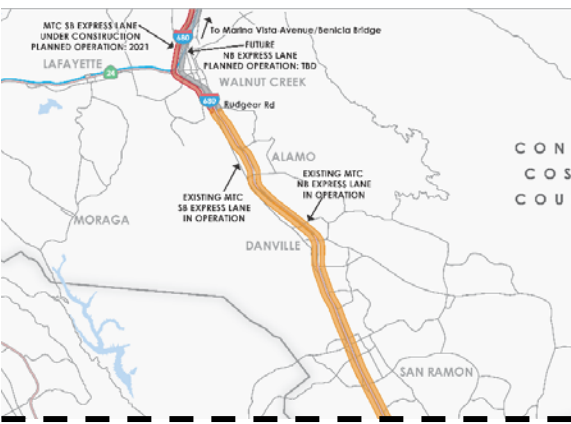 MTC SB EXPRESS LANE
UNDER CONSTRUCTION
PLANNED OPERATION: 2021
680
To Marina Vista Avenue/Benicia Bridge
FUTURE
NB EXPRESS LANE
PLANNED OPERATION: TBD
LAFAYETTE
24
WALNUT CREEK
680
Rudgear Rd
CON
COS
COU
ALAMO
EXISTING MTC
NB EXPRESS LANE
IN OPERATION
EXISTING MTC
SB EXPRESS LANE
IN OPERATION
MORAGA
DANVILLE
SAN RAMON